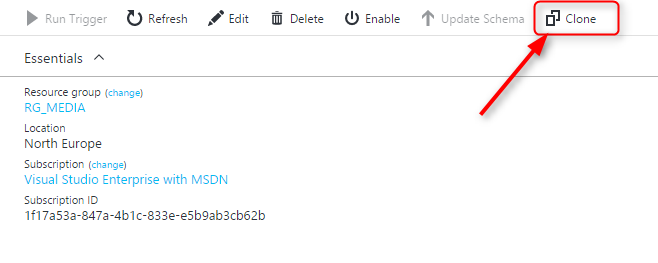 Run Trigger Refresh Edit Delete Enable Update Schema Clone
Essentials
Resource group (change)
RG_MEDIA
Location
North Europe
Subscription (change)
Visual Studio Enterprise with MSDN
Subscription ID
1f17a53a-847a-4b1c-833e-e5b9ab3cb62b